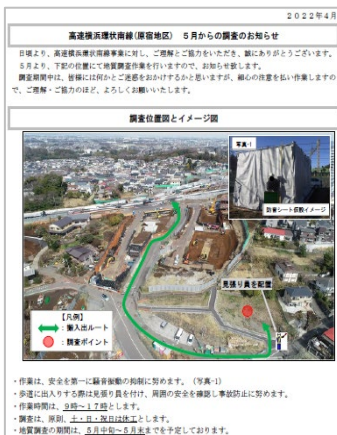 2022年4月
高速横浜環状南線(原宿地区) 5月からの調査のお知らせ
日頃より、高速横浜環状南線事業に対し、ご理解とご協力をいただき、誠にありがとうございます。
5月より、下記の位置にて地質調査作業を行いますので、お知らせ致します。
調査期間中は、皆様には何かとご迷惑をおかけするかと思いますが、細心の注意を払い作業しますの
で、ご理解・ご協力のほど、よろしくお願いいたします。
調査位置図とイメージ図
写真-1
防音シート仮設イメージ
見張り員を配置
【凡例】
:搬入出ルート
:調査ポイント
・作業は、安全を第一に騒音振動の抑制に努めます。(写真-1)
・歩道に出入りする際は見張り員を付け、周囲の安全を確認し事故防止に努めます。
・作業時間は、9時～17時とします。
・調査は、原則、土・日・祝日は休工とします。
・地質調査の期間は、5月中旬～5月末までを予定しております。